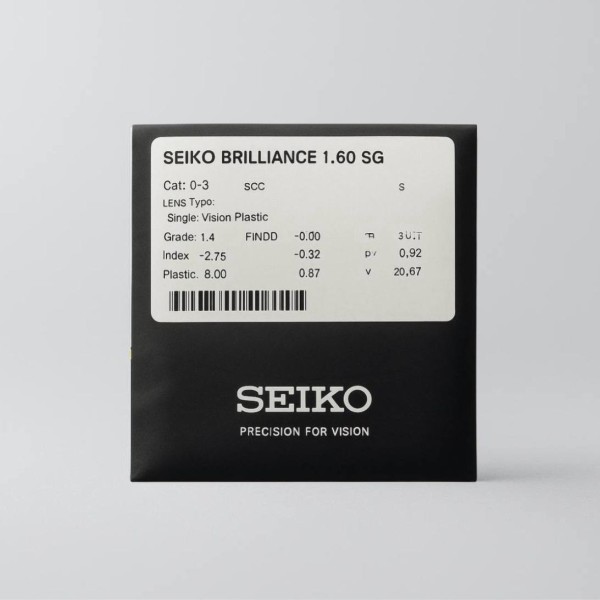 SEIKO BRILLIANCE 1.60 SG
Cat: 0-3 SCC S
LENS Typo:
Single: Vision Plastic
Grade: 1.4 FINDD -0.00
Index -2.75 -0.32 0,92
Plastic. 8.00 0.87 v 20,67
SEIKO
PRECISION FOR VISION